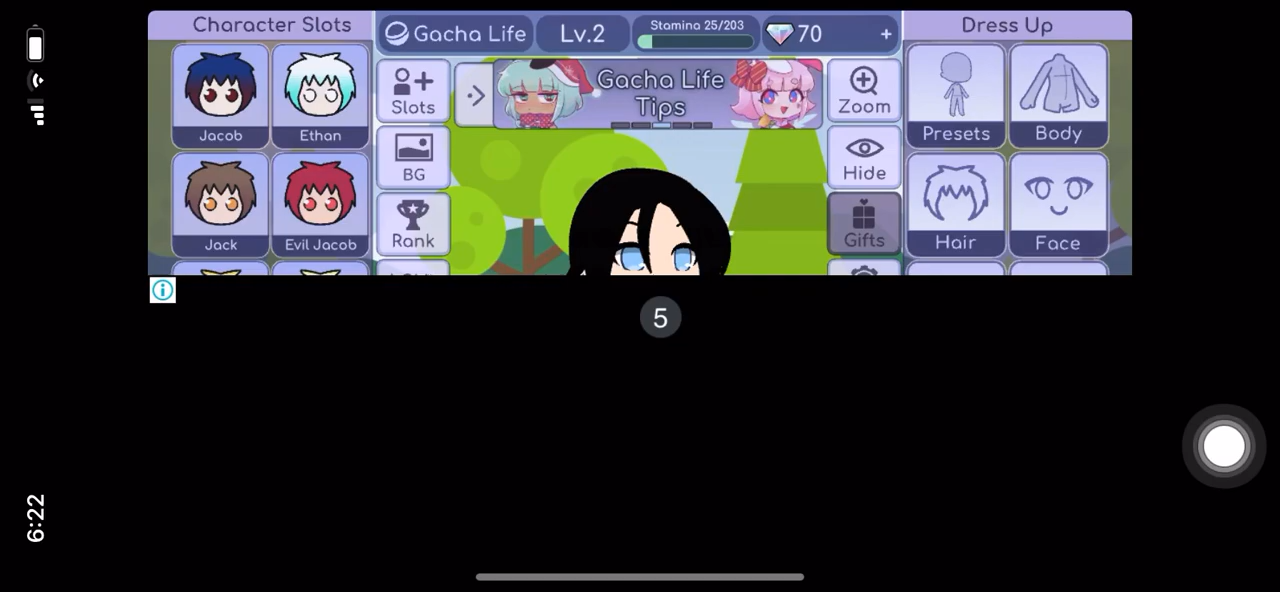 Character Slots
Gacha Life
Lv.2
Stamina 25/203
70
+
Dress Up
Jacob
Ethan
Slots
Gacha Life
Tips
Zoom
Presets
Body
BG
Hide
Jack
Evil Jacob
Rank
Gifts
Hair
Face
5
6:22